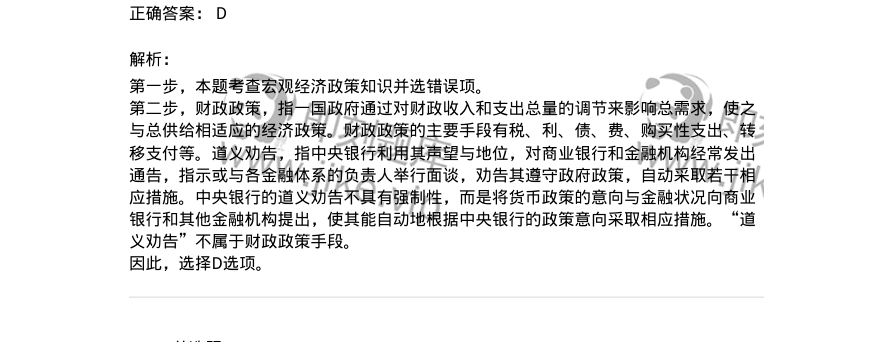 正确答案： D
解析：
第一步，本题考查宏观经济政策知识并选错误项。
第二步，财政政策，指一国政府通过对财政收入和支出总量的调节来影响总需求，使之
与总供给相适应的经济政策。财政政策的主要手段有税、利、债、费、购买性支出、转
移支付等。道义劝告，指中央银行利用其声望与地位，对商业银行和金融机构经常发出
通告，指示或与各金融体系的负责人举行面谈，劝告其遵守政府政策，自动采取若干相
应措施。中央银行的道义劝告不具有强制性，而是将货币政策的意向与金融状况向商业
银行和其他金融机构提出，使其能自动地根据中央银行的政策意向采取相应措施。“道
义劝告”不属于财政政策手段。
因此，选择D选项。